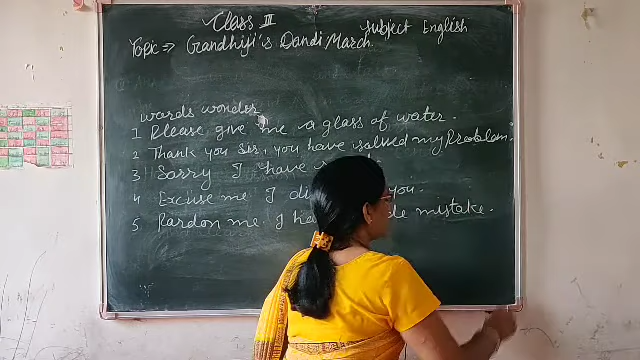 Class III
Subject English
Topic ⇒ Gandhiji's Dandi March
words wonder
1 Please give me a glass of water.
2 Thank you Sir, you have solved my Problem.
3 Sorry I have
4 Excuse me I you.
5. Pardon me. I mistake.